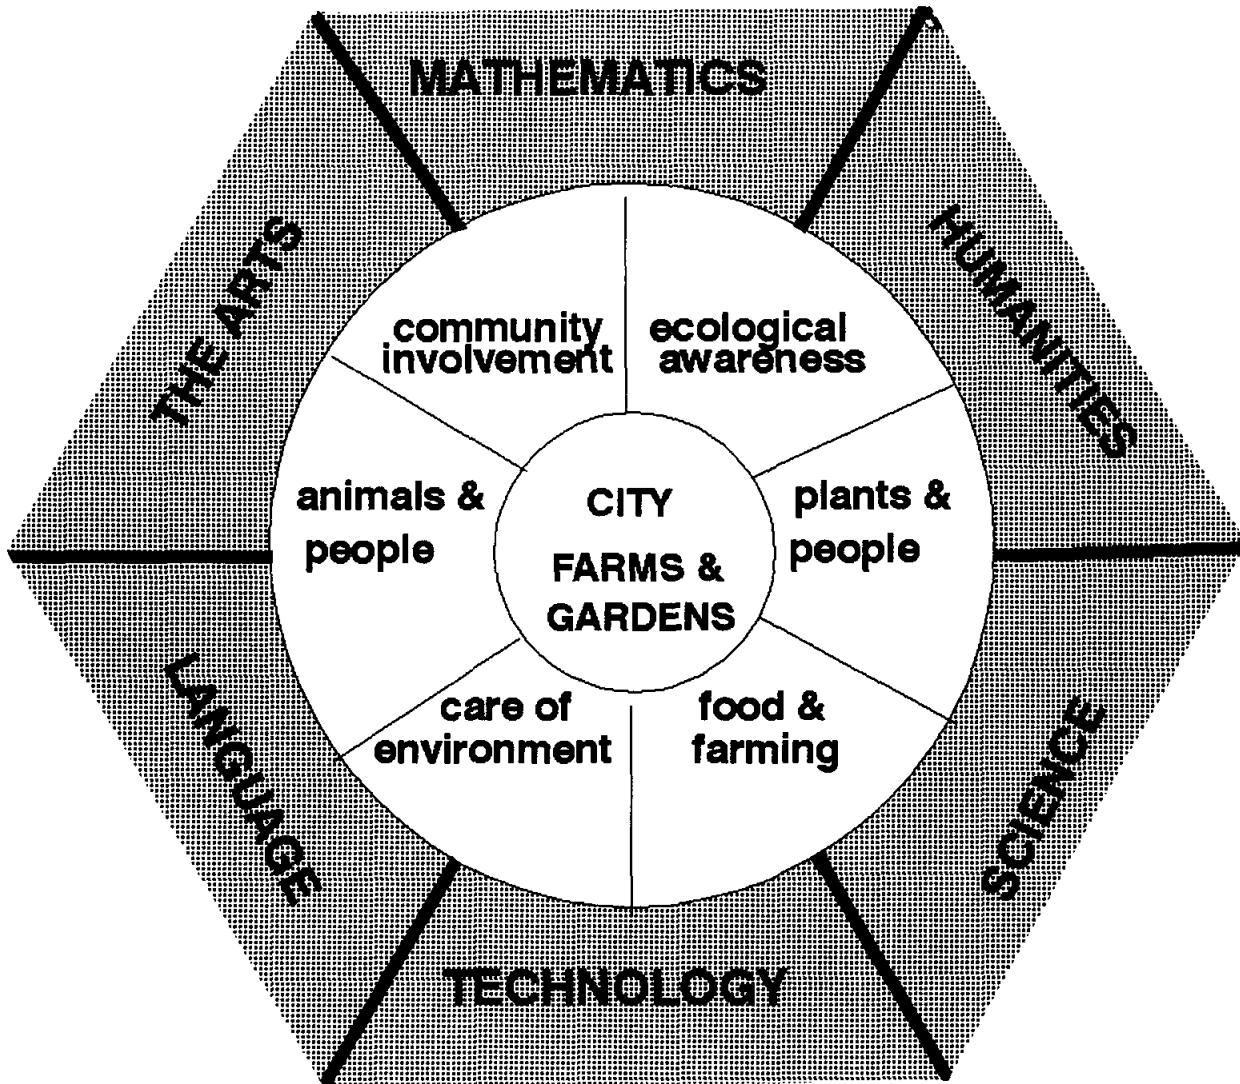 MATHEMATICS
THE ARTS
HUMANITIES
community
involvement
ecological
awareness
animals &
people
CITY
FARMS &
GARDENS
plants &
people
care of
environment
food &
farming
LANGUAGE
SCIENCE
TECHNOLOGY